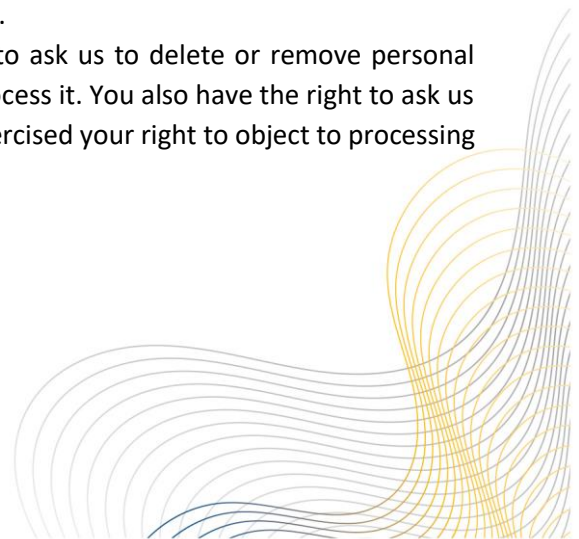 .
to ask us to delete or remove personal
ocess it. You also have the right to ask us
ercised your right to object to processing